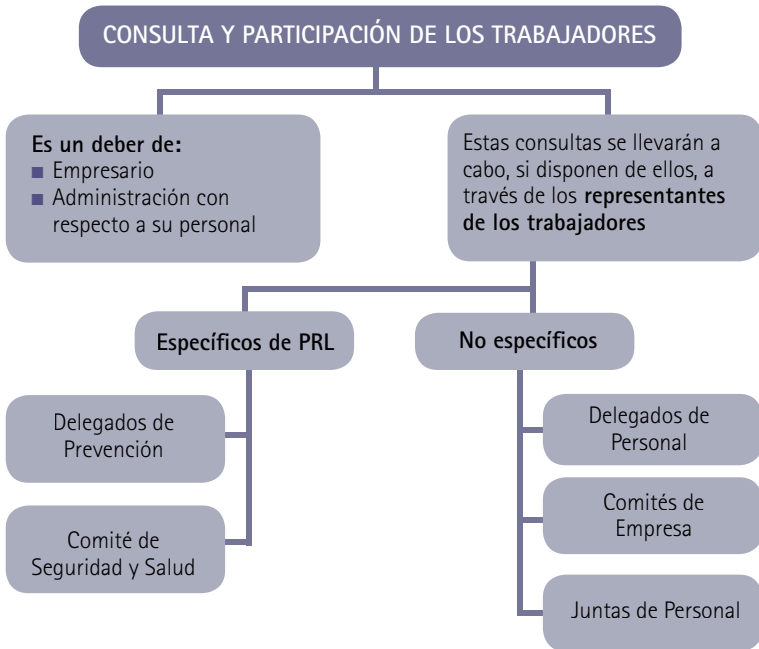 CONSULTA Y PARTICIPACIÓN DE LOS TRABAJADORES
Es un deber de:
Empresario
Administración con
respecto a su personal
Estas consultas se llevarán a
cabo, si disponen de ellos, a
través de los representantes
de los trabajadores
Específicos de PRL
No específicos
Delegados de
Prevención
Comité de
Seguridad y Salud
Delegados de
Personal
Comités de
Empresa
Juntas de Personal